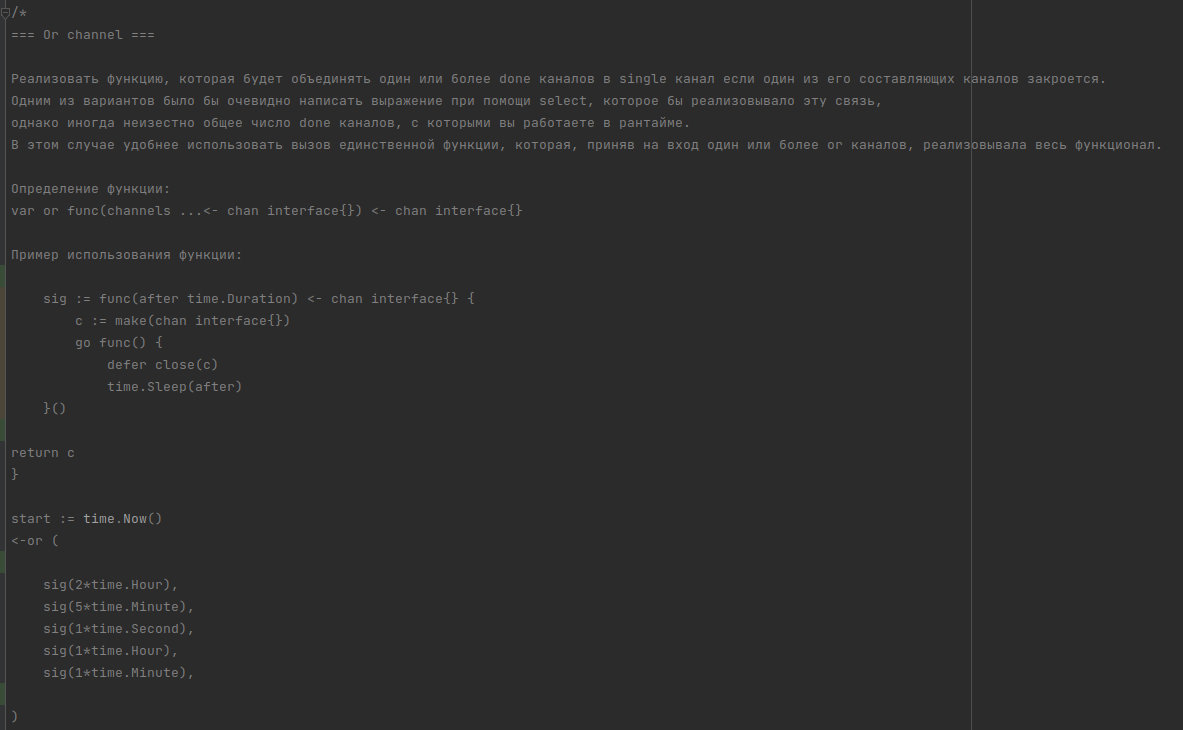 /*
=== Or channel ===
Реализовать функцию, которая будет объединять один или более done каналов в single канал если один из его составляющих каналов закроется.
Одним из вариантов было бы очевидно написать выражение при помощи select, которое бы реализовывало эту связь,
однако иногда неизестно общее число done каналов, с которыми вы работаете в рантайме.
В этом случае удобнее использовать вызов единственной функции, которая, приняв на вход один или более or каналов, реализовывала весь функционал.
Определение функции:
var or func(channels ...<- chan interface{}) <- chan interface{}
Пример использования функции:
    sig := func(after time.Duration) <- chan interface{} {
        c := make(chan interface{})
        go func() {
            defer close(c)
            time.Sleep(after)
    }()
return c
}
start := time.Now()
<-or (
    sig(2*time.Hour),
    sig(5*time.Minute),
    sig(1*time.Second),
    sig(1*time.Hour),
    sig(1*time.Minute),
)